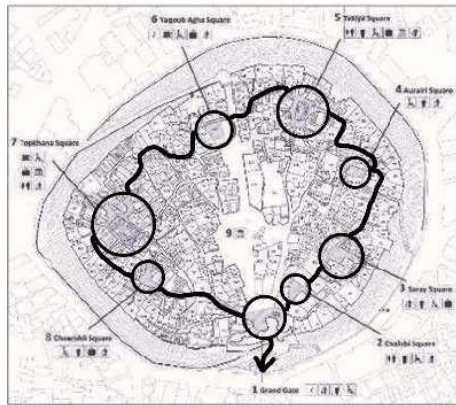 6 Yaqoub Agha Square
5 Takiya Square
4 Aurairi Square
7 Topkhana Square
9
3 Saray Square
8 Chawishli Square
2 Chalabi Square
1 Grand Gate